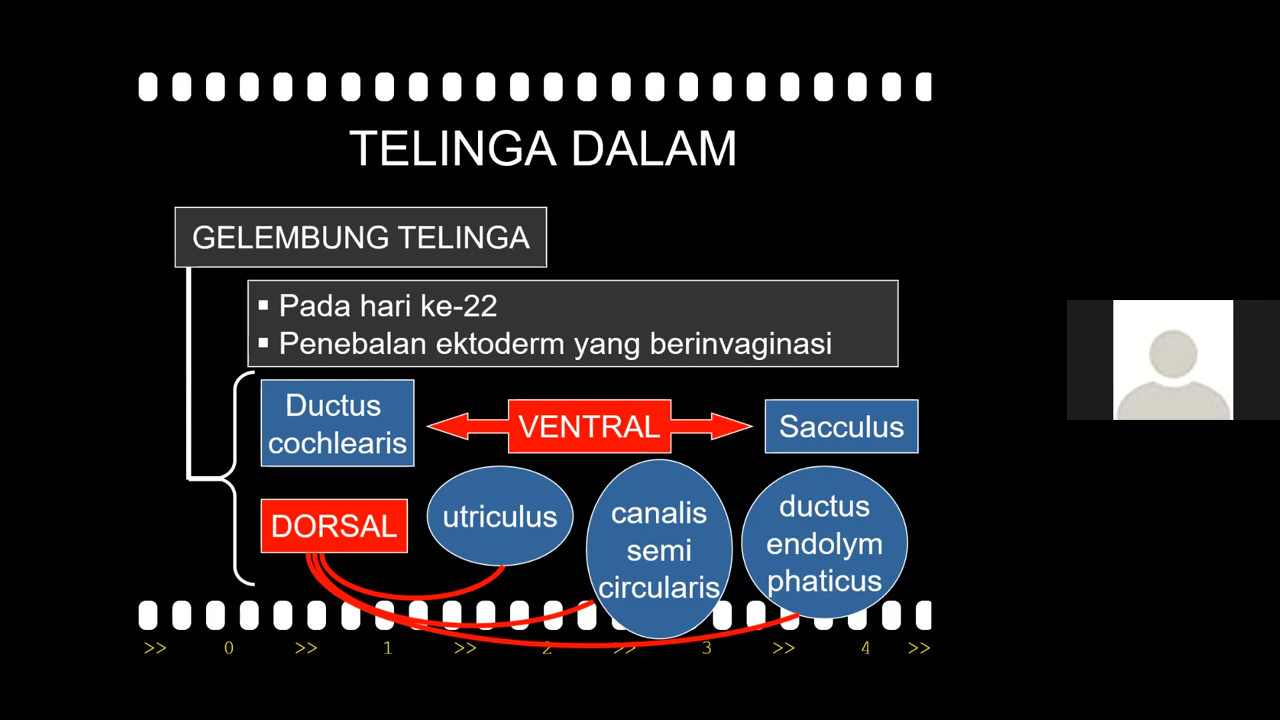 TELINGA DALAM
GELEMBUNG TELINGA
▪ Pada hari ke-22
▪ Penebalan ektoderm yang berinvaginasi
Ductus
cochlearis
VENTRAL
Sacculus
DORSAL
utriculus
canalis
semi
circularis
ductus
endolym
phaticus
>> 0 >> 1 >> 2 >> 3 >> 4 >>